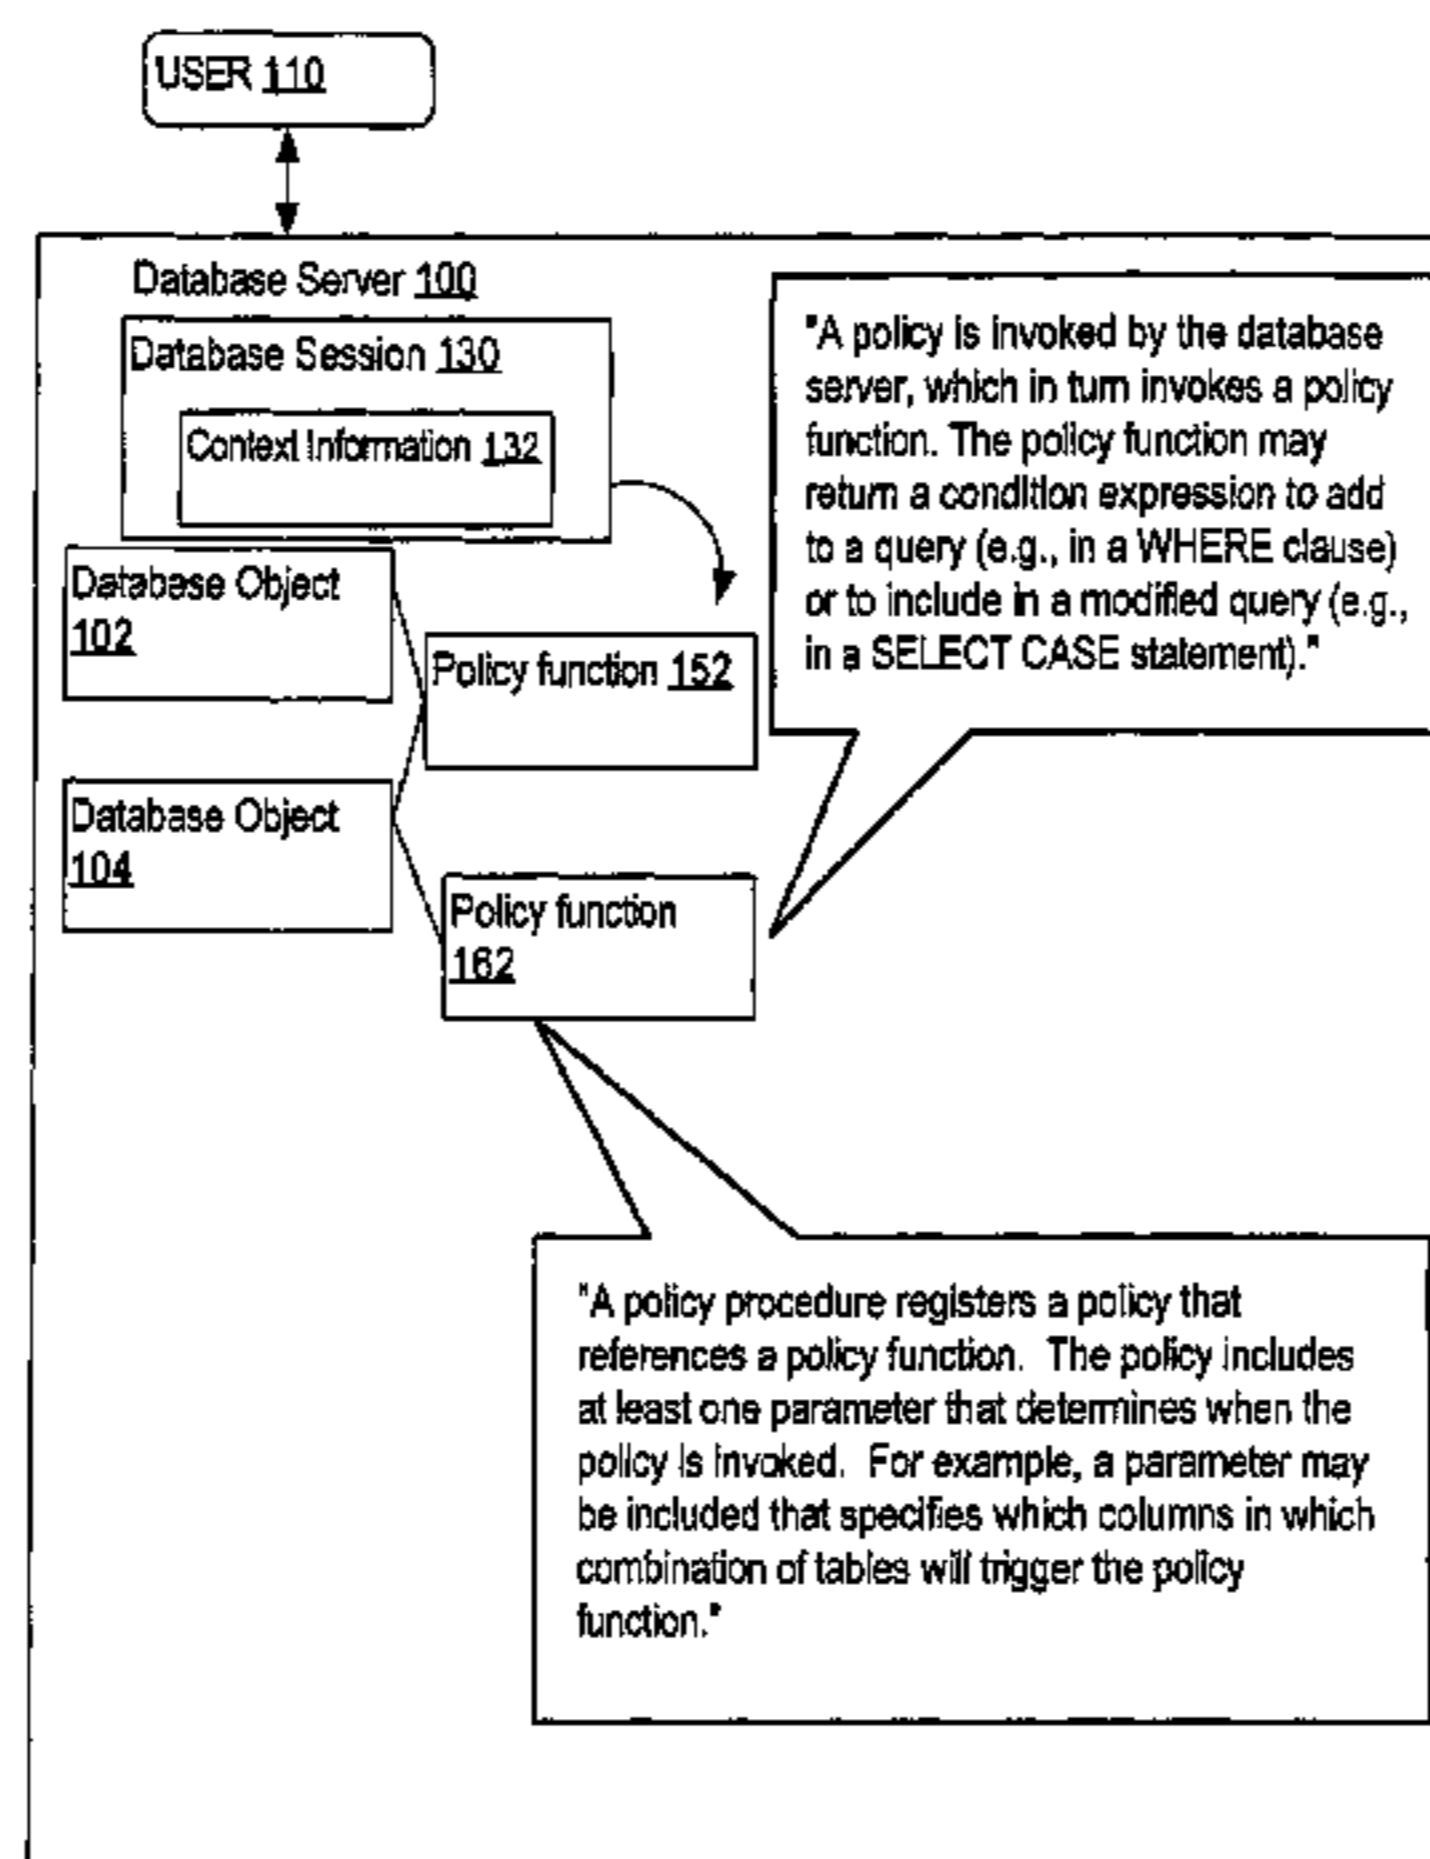 USER 110
Database Server 100
Database Session 130
Context Information 132
"A policy is invoked by the database
server, which in turn invokes a policy
function. The policy function may
return a condition expression to add
to a query (e.g., in a WHERE clause)
or to include in a modified query (e.g.,
in a SELECT CASE statement)."
Database Object
102
Policy function 152
Database Object
104
Policy function
162
"A policy procedure registers a policy that
references a policy function. The policy includes
at least one parameter that determines when the
policy is invoked. For example, a parameter may
be included that specifies which columns in which
combination of tables will trigger the policy
function."